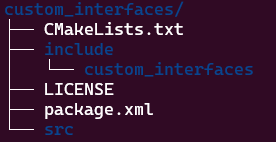 custom_interfaces/
├── CMakeLists.txt
├── include
│   └── custom_interfaces
├── LICENSE
├── package.xml
└── src